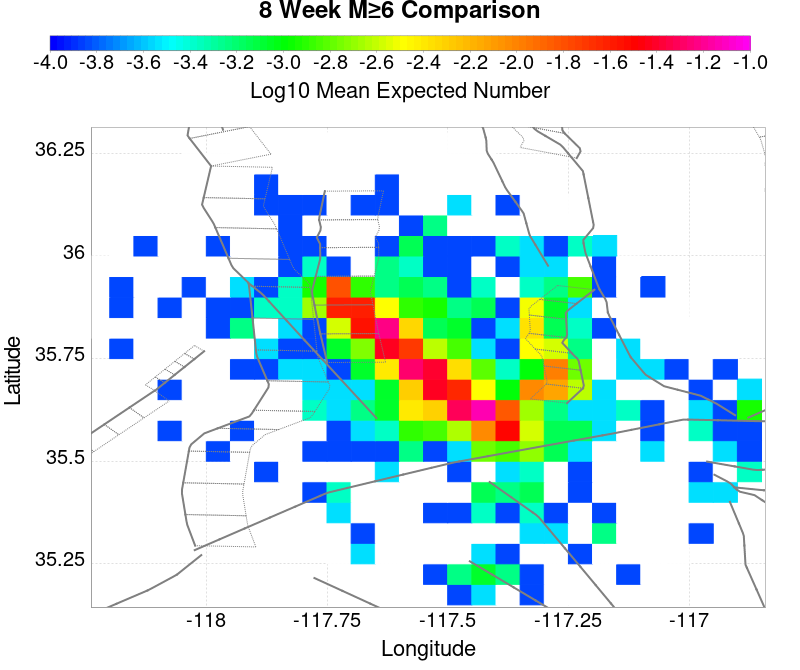 8 Week M≥6 Comparison
-4.0 -3.8 -3.6 -3.4 -3.2 -3.0 -2.8 -2.6 -2.4 -2.2 -2.0 -1.8 -1.6 -1.4 -1.2 -1.0
Log10 Mean Expected Number
36.25
36
35.75
35.5
35.25
Latitude
-118 -117.75 -117.5 -117.25 -117
Longitude